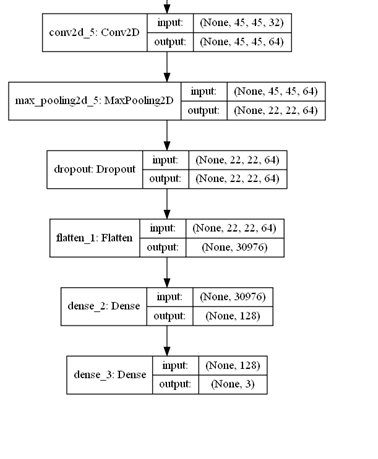 conv2d_5: Conv2D input: (None, 45, 45, 32)
output: (None, 45, 45, 64)
max_pooling2d_5: MaxPooling2D input: (None, 45, 45, 64)
output: (None, 22, 22, 64)
dropout: Dropout input: (None, 22, 22, 64)
output: (None, 22, 22, 64)
flatten_1: Flatten input: (None, 22, 22, 64)
output: (None, 30976)
dense_2: Dense input: (None, 30976)
output: (None, 128)
dense_3: Dense input: (None, 128)
output: (None, 3)